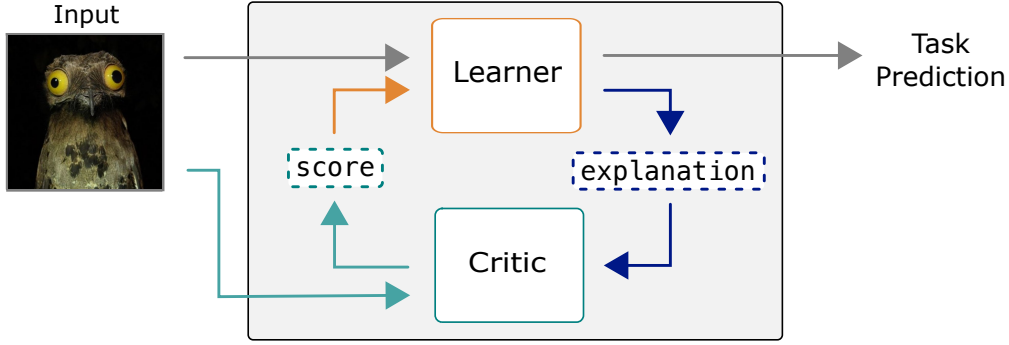 Input
Learner
Task
Prediction
score
explanation
Critic